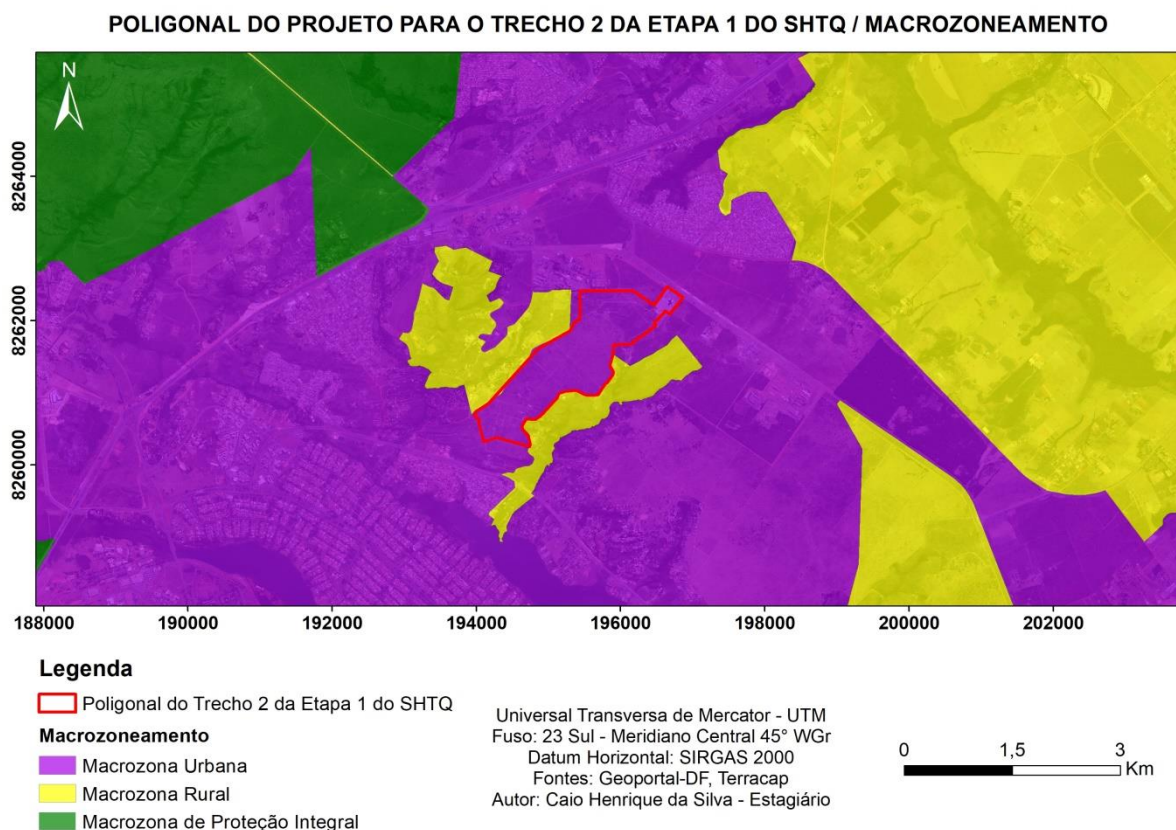 POLIGONAL DO PROJETO PARA O TRECHO 2 DA ETAPA 1 DO SHTQ / MACROZONEAMENTO
N
8264000
8262000
8260000
188000 190000 192000 194000 196000 198000 200000 202000
Legenda
Poligonal do Trecho 2 da Etapa 1 do SHTQ
Macrozoneamento
Macrozona Urbana
Macrozona Rural
Macrozona de Proteção Integral
Universal Transversa de Mercator - UTM
Fuso: 23 Sul - Meridiano Central 45° WGr
Datum Horizontal: SIRGAS 2000
Fontes: Geoportal-DF, Terracap
Autor: Caio Henrique da Silva - Estagiário
0 1,5 3
Km